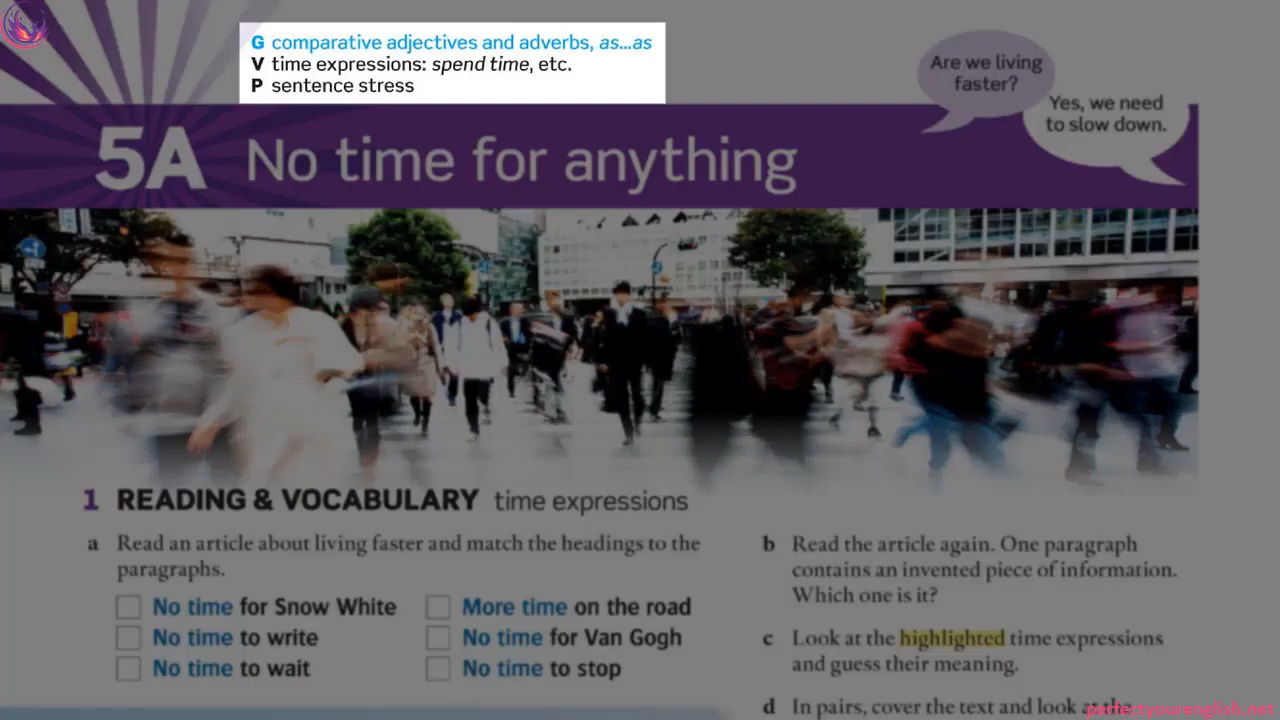 G comparative adjectives and adverbs, as...as
V time expressions: spend time, etc.
P sentence stress
Are we living
faster?
Yes, we need
to slow down.
5A No time for anything
1 READING & VOCABULARY time expressions
a Read an article about living faster and match the headings to the
paragraphs.
No time for Snow White
More time on the road
No time to write
No time for Van Gogh
No time to wait
No time to stop
b Read the article again. One paragraph
contains an invented piece of information.
Which one is it?
c Look at the highlighted time expressions
and guess their meaning.
d In pairs, cover the text and look at the
perfectyourenglish.net